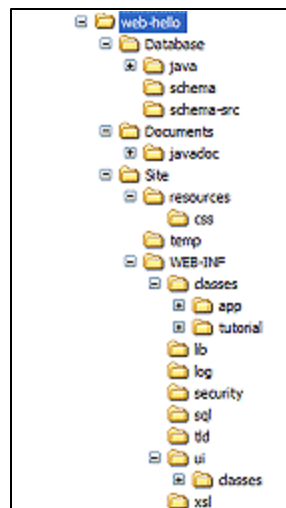 web-hello
Database
java
schema
schema-src
Documents
javadoc
Site
resources
css
temp
WEB-INF
classes
app
tutorial
lib
log
security
sql
tld
ui
classes
xsl